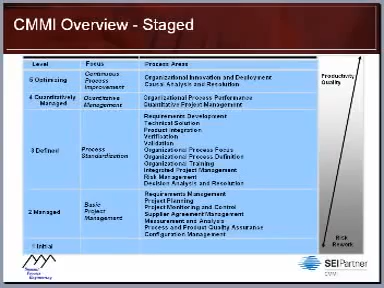 CMMI Overview - Staged
Level Focus Process Areas
5 Optimizing Continuous Process Improvement Organizational Innovation and Deployment
Causal Analysis and Resolution
4 Quantitatively Managed Quantitative Management Organizational Process Performance
Quantitative Project Management
3 Defined Process Standardization Requirements Development
Technical Solution
Product Integration
Verification
Validation
Organizational Process Focus
Organizational Process Definition
Organizational Training
Integrated Project Management
Risk Management
Decision Analysis and Resolution
2 Managed Basic Project Management Requirements Management
Project Planning
Project Monitoring and Control
Supplier Agreement Management
Measurement and Analysis
Process and Product Quality Assurance
Configuration Management
1 Initial
Productivity
Quality
Risk
Rework
Process
Engineering
SEI Partner
CMMI